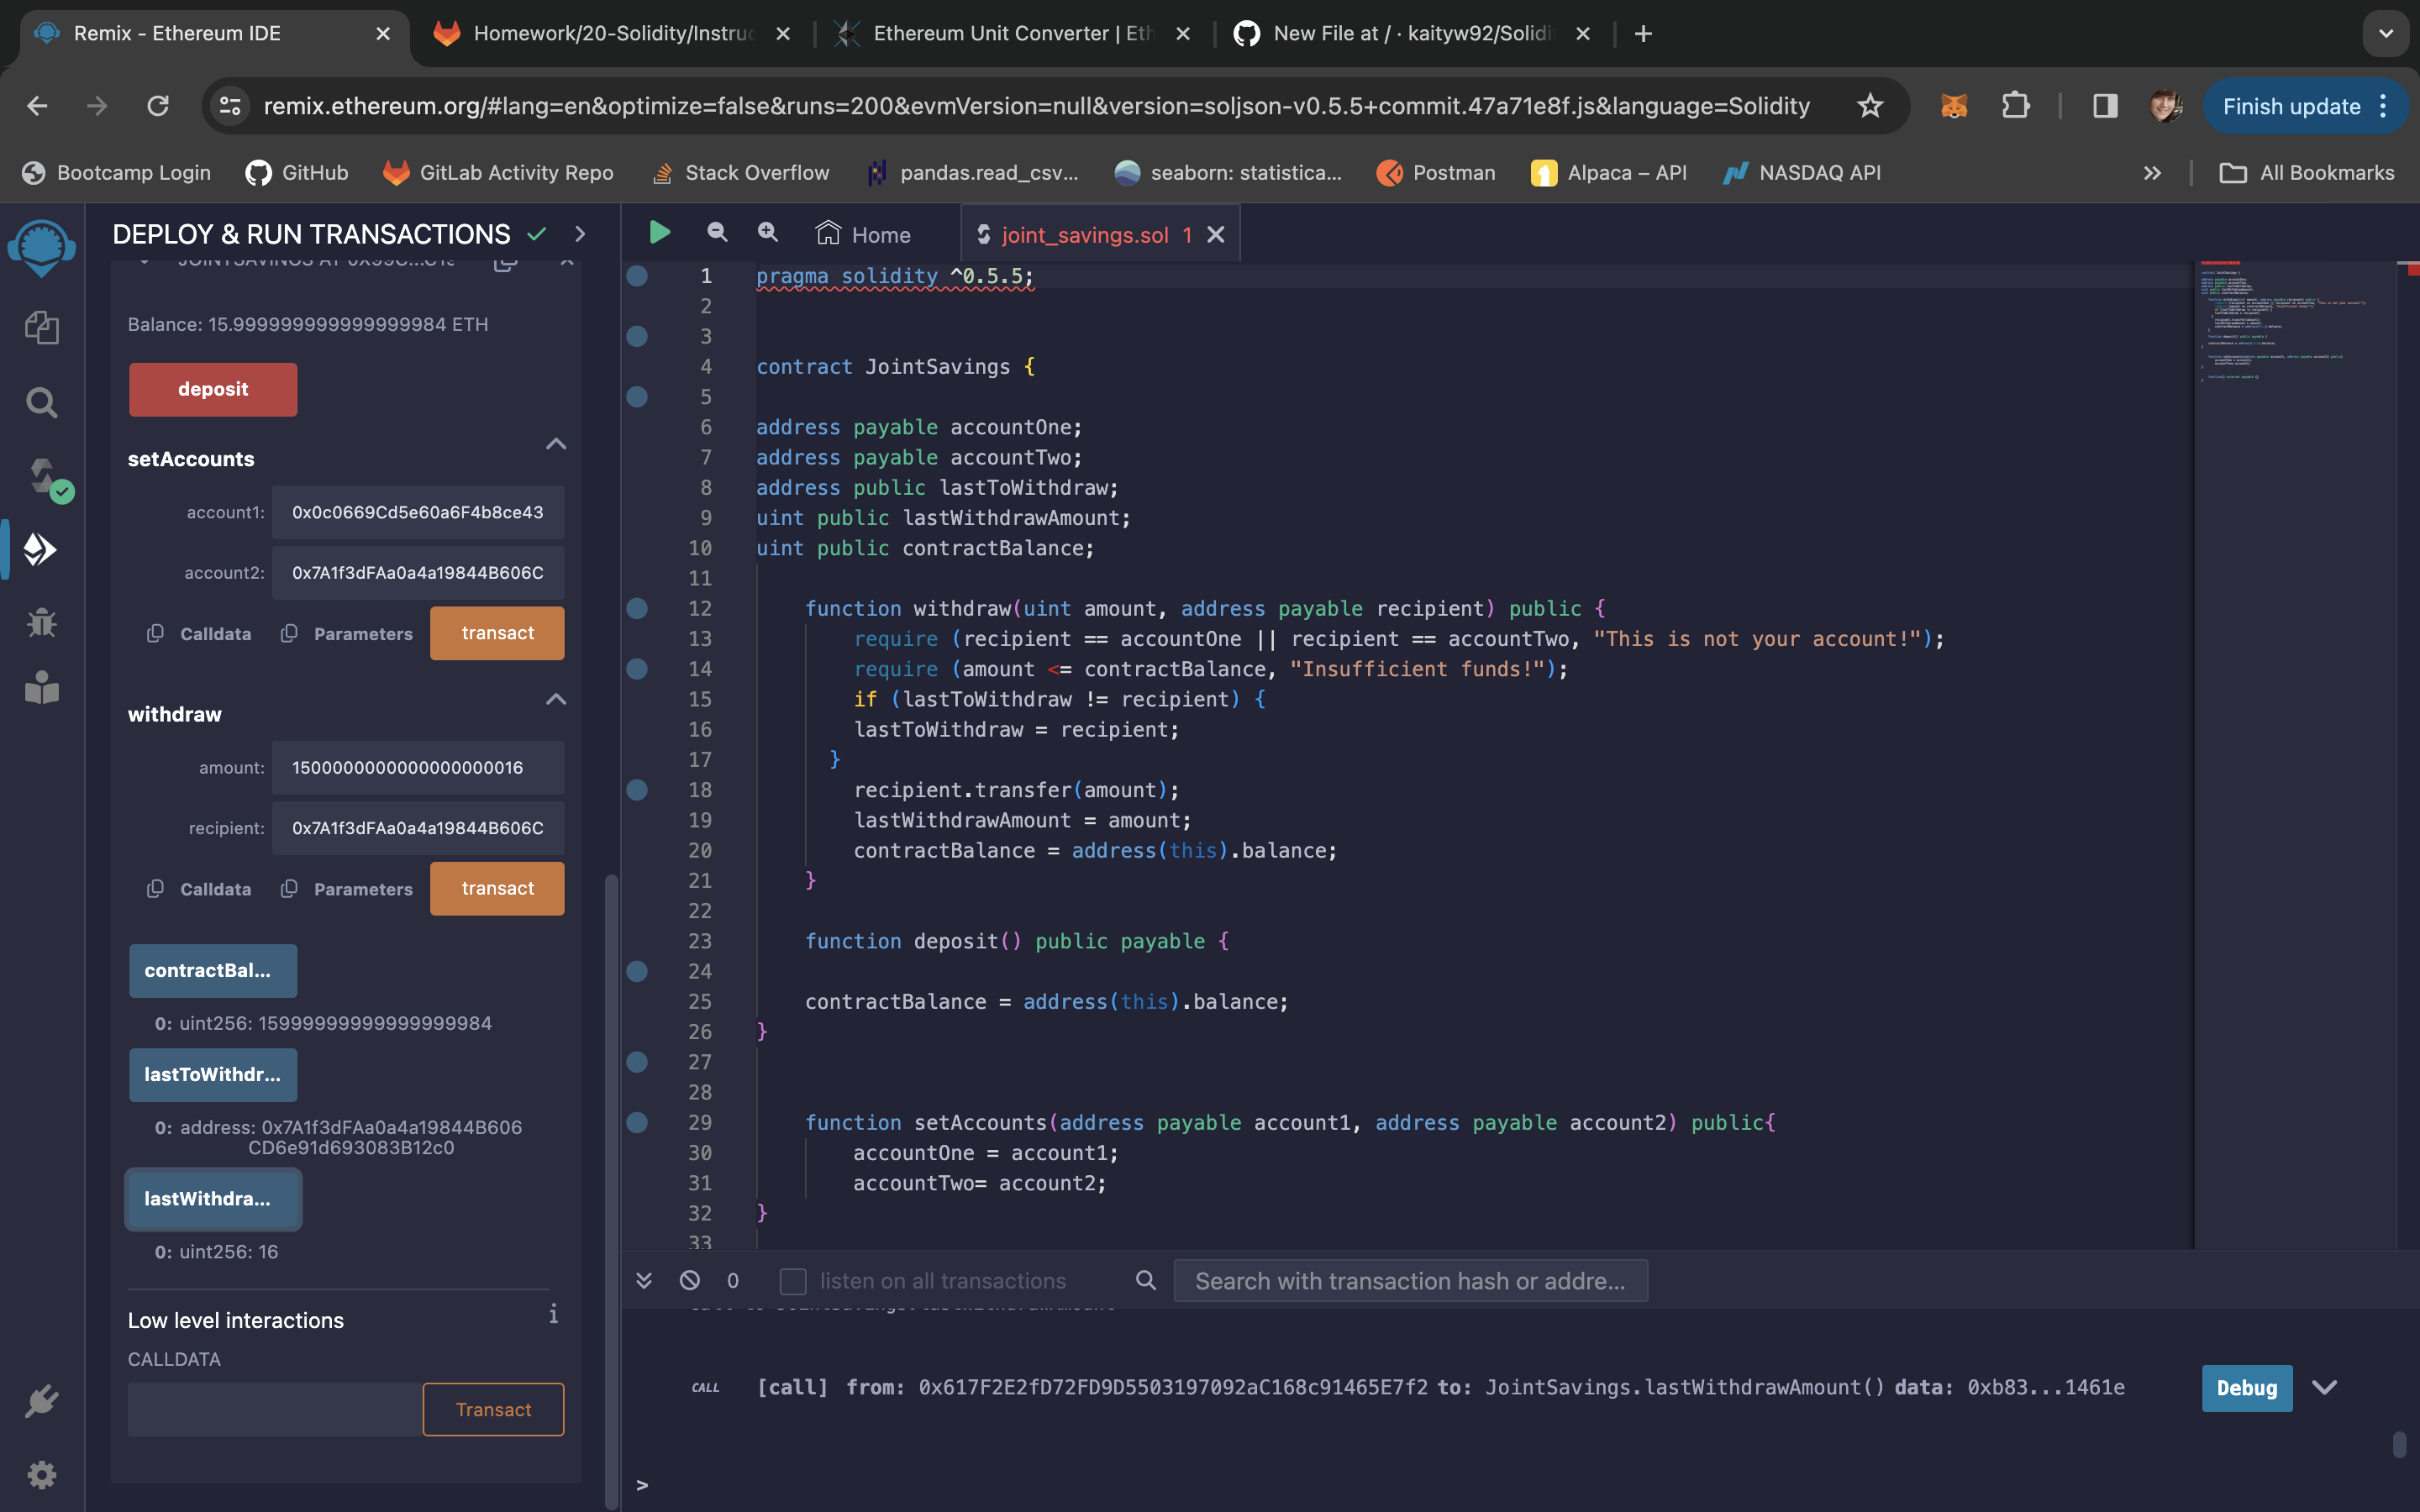 Remix - Ethereum IDE
Homework/20-Solidity/Instruc
Ethereum Unit Converter | Eth
New File at / · kaityw92/Solidi
remix.ethereum.org/#lang=en&optimize=false&runs=200&evmVersion=null&version=soljson-v0.5.5+commit.47a71e8f.js&language=Solidity
Finish update
Bootcamp Login
GitHub
GitLab Activity Repo
Stack Overflow
pandas.read_csv...
seaborn: statistica...
Postman
Alpaca – API
NASDAQ API
All Bookmarks
DEPLOY & RUN TRANSACTIONS
Balance: 15.999999999999999984 ETH
deposit
setAccounts
account1: 0x0c0669Cd5e60a6F4b8ce43
account2: 0x7A1f3dFAa0a4a19844B606C
Calldata Parameters transact
withdraw
amount: 1500000000000000000016
recipient: 0x7A1f3dFAa0a4a19844B606C
Calldata Parameters transact
contractBal...
0: uint256: 15999999999999999984
lastToWithdr...
0: address: 0x7A1f3dFAa0a4a19844B606
CD6e91d693083B12c0
lastWithdra...
0: uint256: 16
Low level interactions
i
CALLDATA
Transact
Home
joint_savings.sol 1
1 pragma solidity ^0.5.5;
2
3
4 contract JointSavings {
5
6 address payable accountOne;
7 address payable accountTwo;
8 address public lastToWithdraw;
9 uint public lastWithdrawAmount;
10 uint public contractBalance;
11
12 function withdraw(uint amount, address payable recipient) public {
13 require (recipient == accountOne || recipient == accountTwo, "This is not your account!");
14 require (amount <= contractBalance, "Insufficient funds!");
15 if (lastToWithdraw != recipient) {
16 lastToWithdraw = recipient;
17 }
18 recipient.transfer(amount);
19 lastWithdrawAmount = amount;
20 contractBalance = address(this).balance;
21 }
22
23 function deposit() public payable {
24
25 contractBalance = address(this).balance;
26 }
27
28
29 function setAccounts(address payable account1, address payable account2) public{
30 accountOne = account1;
31 accountTwo= account2;
32 }
33
0
listen on all transactions
Search with transaction hash or addre...
CALL [call] from: 0x617F2E2fD72FD9D5503197092aC168c91465E7f2 to: JointSavings.lastWithdrawAmount() data: 0xb83...1461e
Debug
>